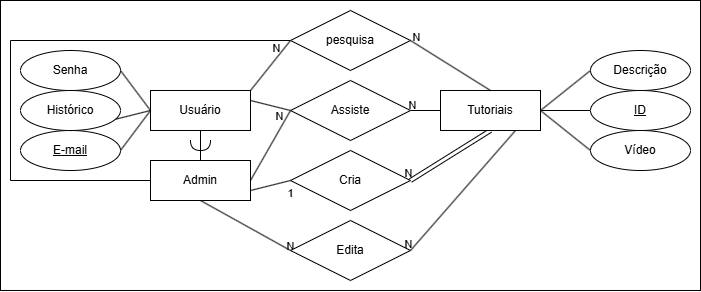 pesquisa
N
N
Senha
Descrição
Histórico
Usuário
Assiste
N
N
Tutoriais
ID
E-mail
Vídeo
Admin
Cria
1
N
Edita
N
N